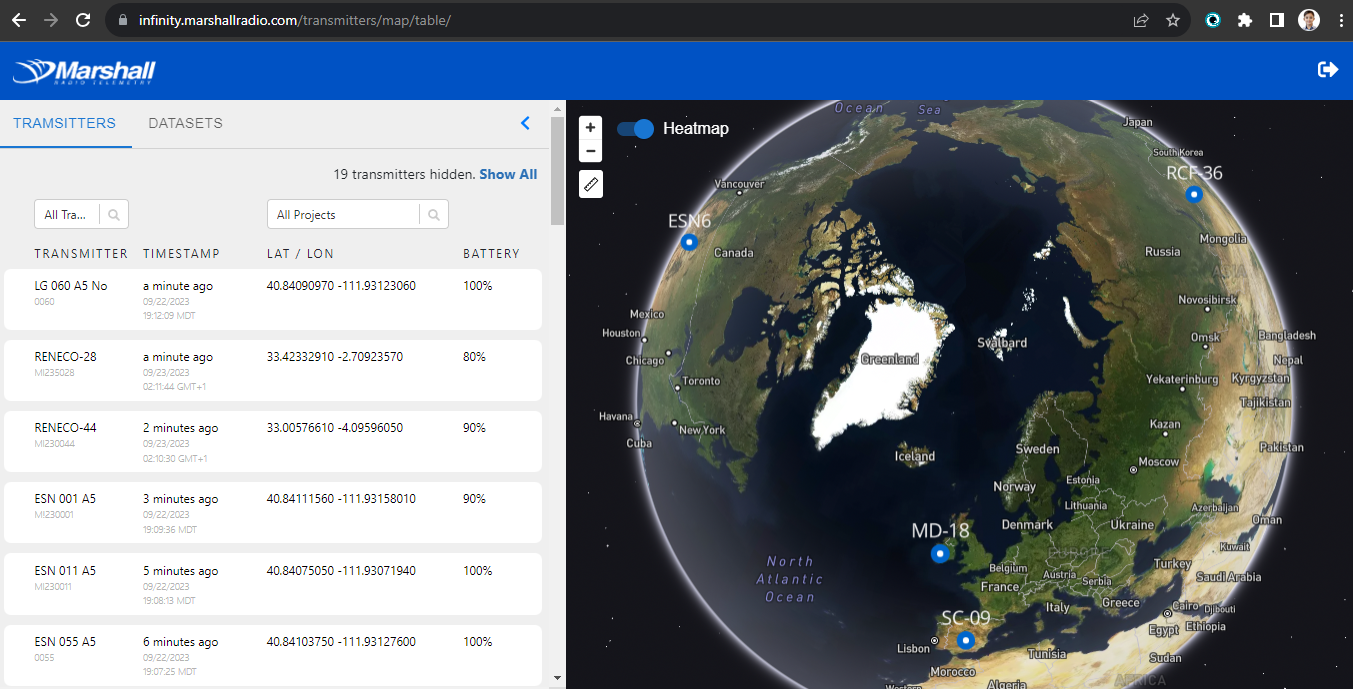 infinity.marshallradio.com/transmitters/map/table/
Marshall
RADIO TELEMETRY
TRAMSITTERS
DATASETS
19 transmitters hidden. Show All
All Tra...
All Projects
TRANSMITTER TIMESTAMP LAT / LON BATTERY
LG 060 A5 No a minute ago 40.84090970 -111.93123060 100%
0060 09/22/2023
19:12:09 MDT
RENECO-28 a minute ago 33.42332910 -2.70923570 80%
MI235028 09/23/2023
02:11:44 GMT+1
RENECO-44 2 minutes ago 33.00576610 -4.09596050 90%
MI230044 09/23/2023
02:10:30 GMT+1
ESN 001 A5 3 minutes ago 40.84111560 -111.93158010 90%
MI230001 09/22/2023
19:09:36 MDT
ESN 011 A5 5 minutes ago 40.84075050 -111.93071940 100%
MI230011 09/22/2023
19:08:13 MDT
ESN 055 A5 6 minutes ago 40.84103750 -111.93127600 100%
0055 09/22/2023
19:07:25 MDT
+
−
Heatmap
Ocean
Sea
Japan
South Korea
RCF-36
Vancouver
ESN6
Canada
Mongolia
Russia
ASIA
Novosibirsk
Mexico
Houston
Omsk
Bangladesh
Svalbard
Chicago
Greenland
Nepal
Toronto
Yekaterinburg
Kyrgyzstan
Tajikistan
Havana
Cuba
New York
Kazan
Pakistan
Iceland
Sweden
Moscow
Norway
Estonia
Lithuania
Azerbaijan
Oman
MD-18
Denmark
Ukraine
Kuwait
EUROPE
North
Atlantic
Ocean
Belgium
France
Austria
Serbia
Turkey
Saudi Arabia
Italy
Greece
Cairo
Djibouti
SC-09
Egypt
Ethiopia
Lisbon
Tunisia
Sudan
Morocco
AFRICA
Western
Algeria